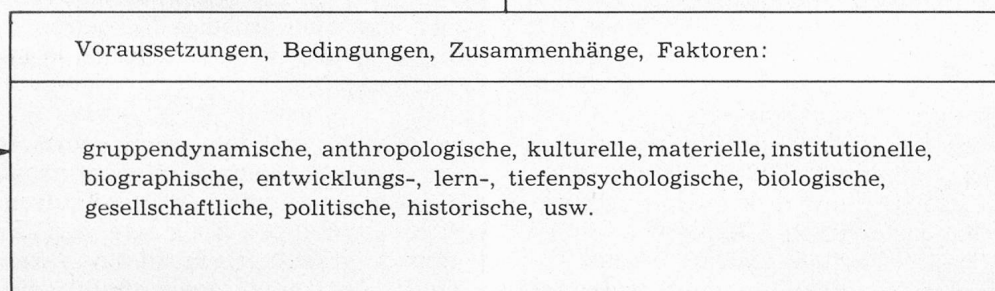 Voraussetzungen, Bedingungen, Zusammenhänge, Faktoren:
gruppendynamische, anthropologische, kulturelle, materielle, institutionelle,
biographische, entwicklungs-, lern-, tiefenpsychologische, biologische,
gesellschaftliche, politische, historische, usw.